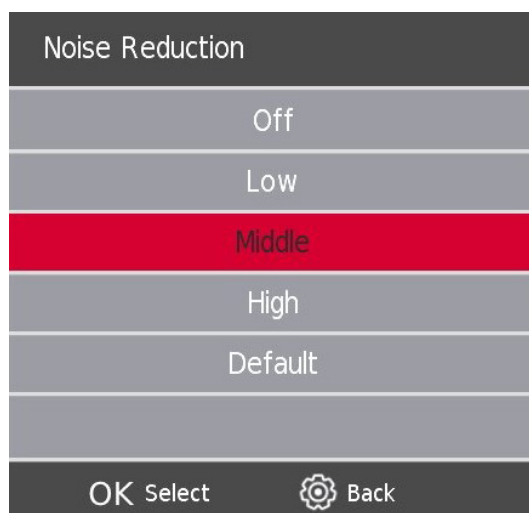 Noise Reduction
Off
Low
Middle
High
Default
OK Select Back